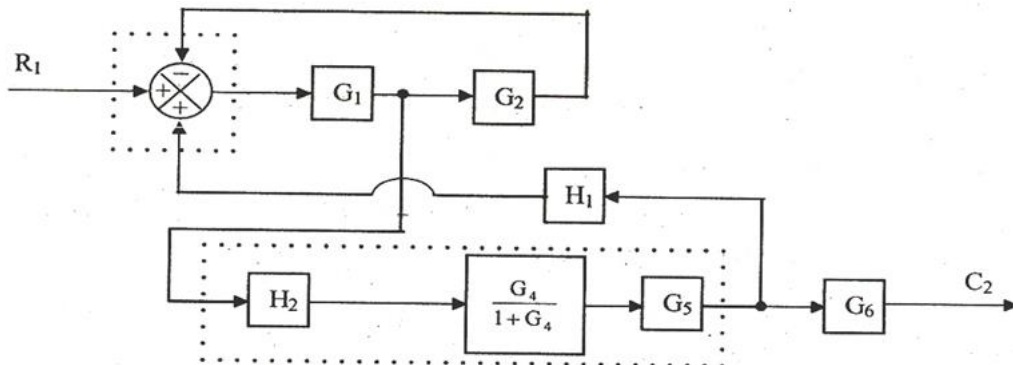 R₁
−
+
+
G₁
G₂
H₁
H₂
G₄
1+G₄
G₅
G₆
C₂